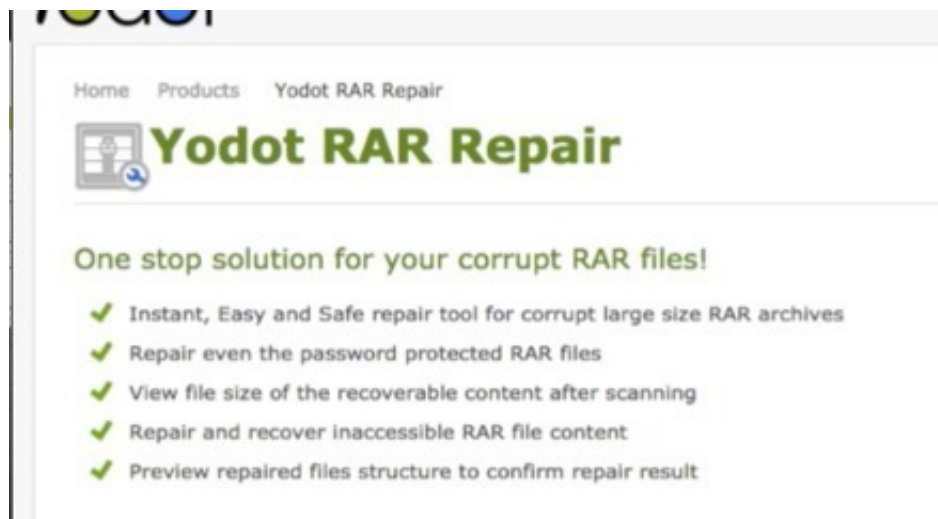 Yodot
Home Products Yodot RAR Repair
Yodot RAR Repair
One stop solution for your corrupt RAR files!
Instant, Easy and Safe repair tool for corrupt large size RAR archives
Repair even the password protected RAR files
View file size of the recoverable content after scanning
Repair and recover inaccessible RAR file content
Preview repaired files structure to confirm repair result